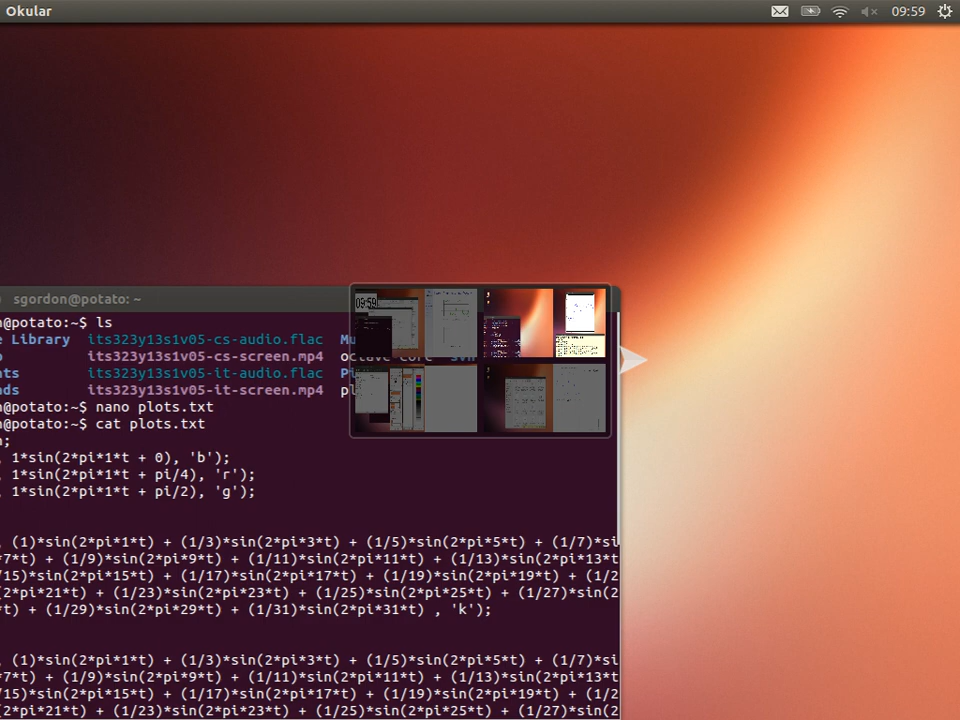 Okular
09:59
sgordon@potato: ~
09:59
@potato:~$ ls
e Library its323y13s1v05-cs-audio.flac Mu
its323y13s1v05-cs-screen.mp4 octave-core svn
ts its323y13s1v05-it-audio.flac
ads its323y13s1v05-it-screen.mp4 pl
@potato:~$ nano plots.txt
@potato:~$ cat plots.txt
;
, 1*sin(2*pi*1*t + 0), 'b');
, 1*sin(2*pi*1*t + pi/4), 'r');
, 1*sin(2*pi*1*t + pi/2), 'g');
, (1)*sin(2*pi*1*t) + (1/3)*sin(2*pi*3*t) + (1/5)*sin(2*pi*5*t) + (1/7)*si
*7*t) + (1/9)*sin(2*pi*9*t) + (1/11)*sin(2*pi*11*t) + (1/13)*sin(2*pi*13*t
/15)*sin(2*pi*15*t) + (1/17)*sin(2*pi*17*t) + (1/19)*sin(2*pi*19*t) + (1/2
(2*pi*21*t) + (1/23)*sin(2*pi*23*t) + (1/25)*sin(2*pi*25*t) + (1/27)*sin(2
*t) + (1/29)*sin(2*pi*29*t) + (1/31)*sin(2*pi*31*t) , 'k');
, (1)*sin(2*pi*1*t) + (1/3)*sin(2*pi*3*t) + (1/5)*sin(2*pi*5*t) + (1/7)*si
*7*t) + (1/9)*sin(2*pi*9*t) + (1/11)*sin(2*pi*11*t) + (1/13)*sin(2*pi*13*t
/15)*sin(2*pi*15*t) + (1/17)*sin(2*pi*17*t) + (1/19)*sin(2*pi*19*t) + (1/2
(2*pi*21*t) + (1/23)*sin(2*pi*23*t) + (1/25)*sin(2*pi*25*t) + (1/27)*sin(2